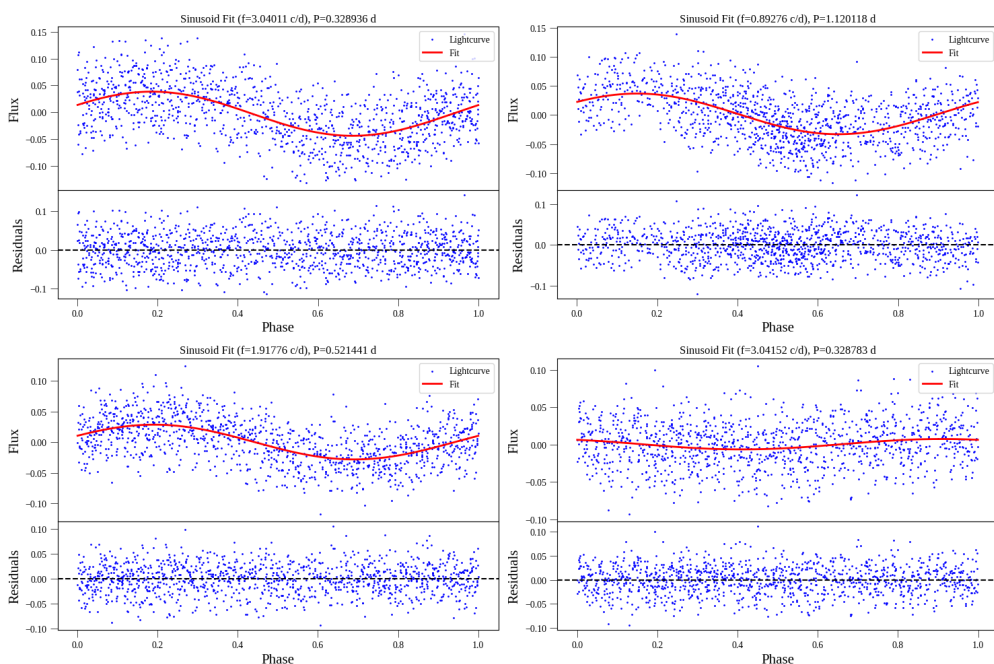 Sinusoid Fit (f=3.04011 c/d), P=0.328936 d
0.15
0.10
0.05
0.00
−0.05
−0.10
Flux
Lightcurve
Fit
0.1
0.0
−0.1
Residuals
0.0 0.2 0.4 0.6 0.8 1.0
Phase
Sinusoid Fit (f=0.89276 c/d), P=1.120118 d
0.15
0.10
0.05
0.00
−0.05
−0.10
Flux
Lightcurve
Fit
0.1
0.0
−0.1
Residuals
0.0 0.2 0.4 0.6 0.8 1.0
Phase
Sinusoid Fit (f=1.91776 c/d), P=0.521441 d
0.10
0.05
0.00
−0.05
−0.10
Flux
Lightcurve
Fit
0.10
0.05
0.00
−0.05
−0.10
Residuals
0.0 0.2 0.4 0.6 0.8 1.0
Phase
Sinusoid Fit (f=3.04152 c/d), P=0.328783 d
0.10
0.05
0.00
−0.05
−0.10
Flux
Lightcurve
Fit
0.10
0.05
0.00
−0.05
−0.10
Residuals
0.0 0.2 0.4 0.6 0.8 1.0
Phase